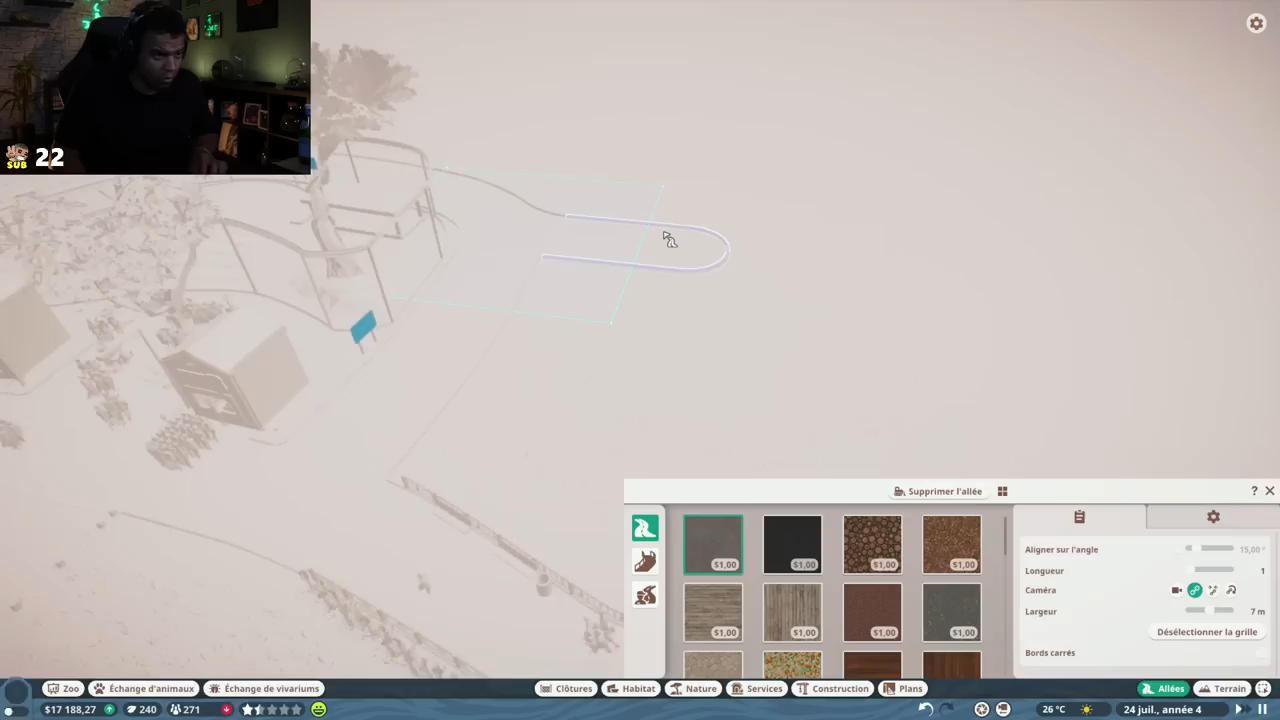 SUB 22
Supprimer l'allée
?
$1,00 $1,00 $1,00 $1,00
$1,00 $1,00 $1,00 $1,00
Aligner sur l'angle 15,00 °
Longueur 1
Caméra
Largeur 7 m
Désélectionner la grille
Bords carrés
Zoo Échange d'animaux Échange de vivariums Clôtures Habitat Nature Services Construction Plans Allées Terrain
$17 188,27 240 271 26 °C 24 juil., année 4